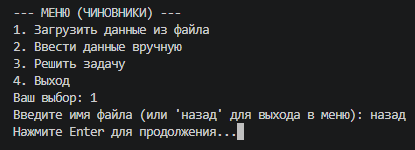 --- МЕНЮ (ЧИНОВНИКИ) ---
1. Загрузить данные из файла
2. Ввести данные вручную
3. Решить задачу
4. Выход
Ваш выбор: 1
Введите имя файла (или 'назад' для выхода в меню): назад
Нажмите Enter для продолжения...